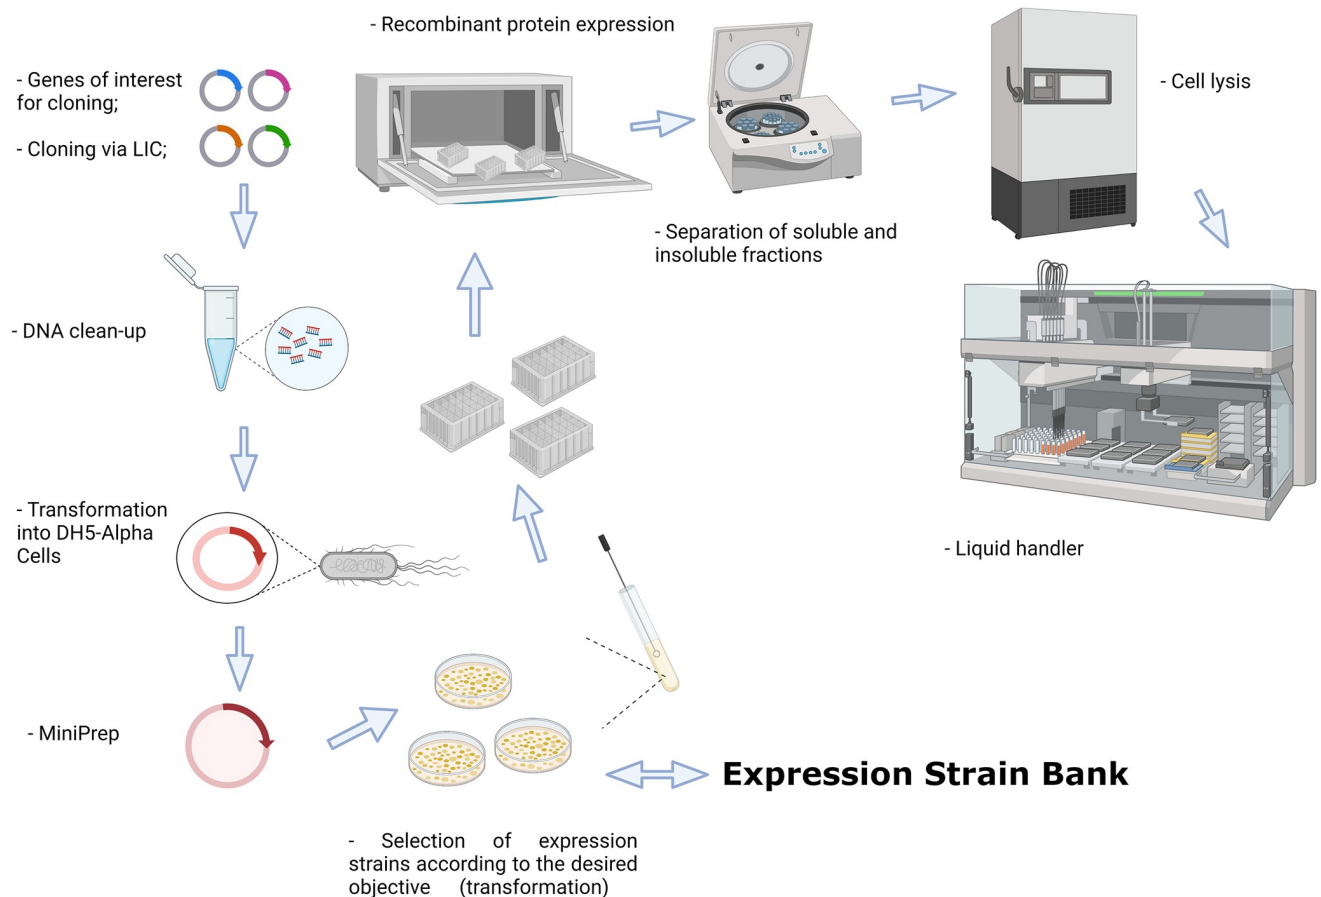 - Genes of interest
for cloning;
- Cloning via LIC;
- DNA clean-up
- Transformation
into DH5-Alpha
Cells
- MiniPrep
- Selection of expression
strains according to the desired
objective (transformation)
Expression Strain Bank
- Recombinant protein expression
- Separation of soluble and
insoluble fractions
- Cell lysis
- Liquid handler